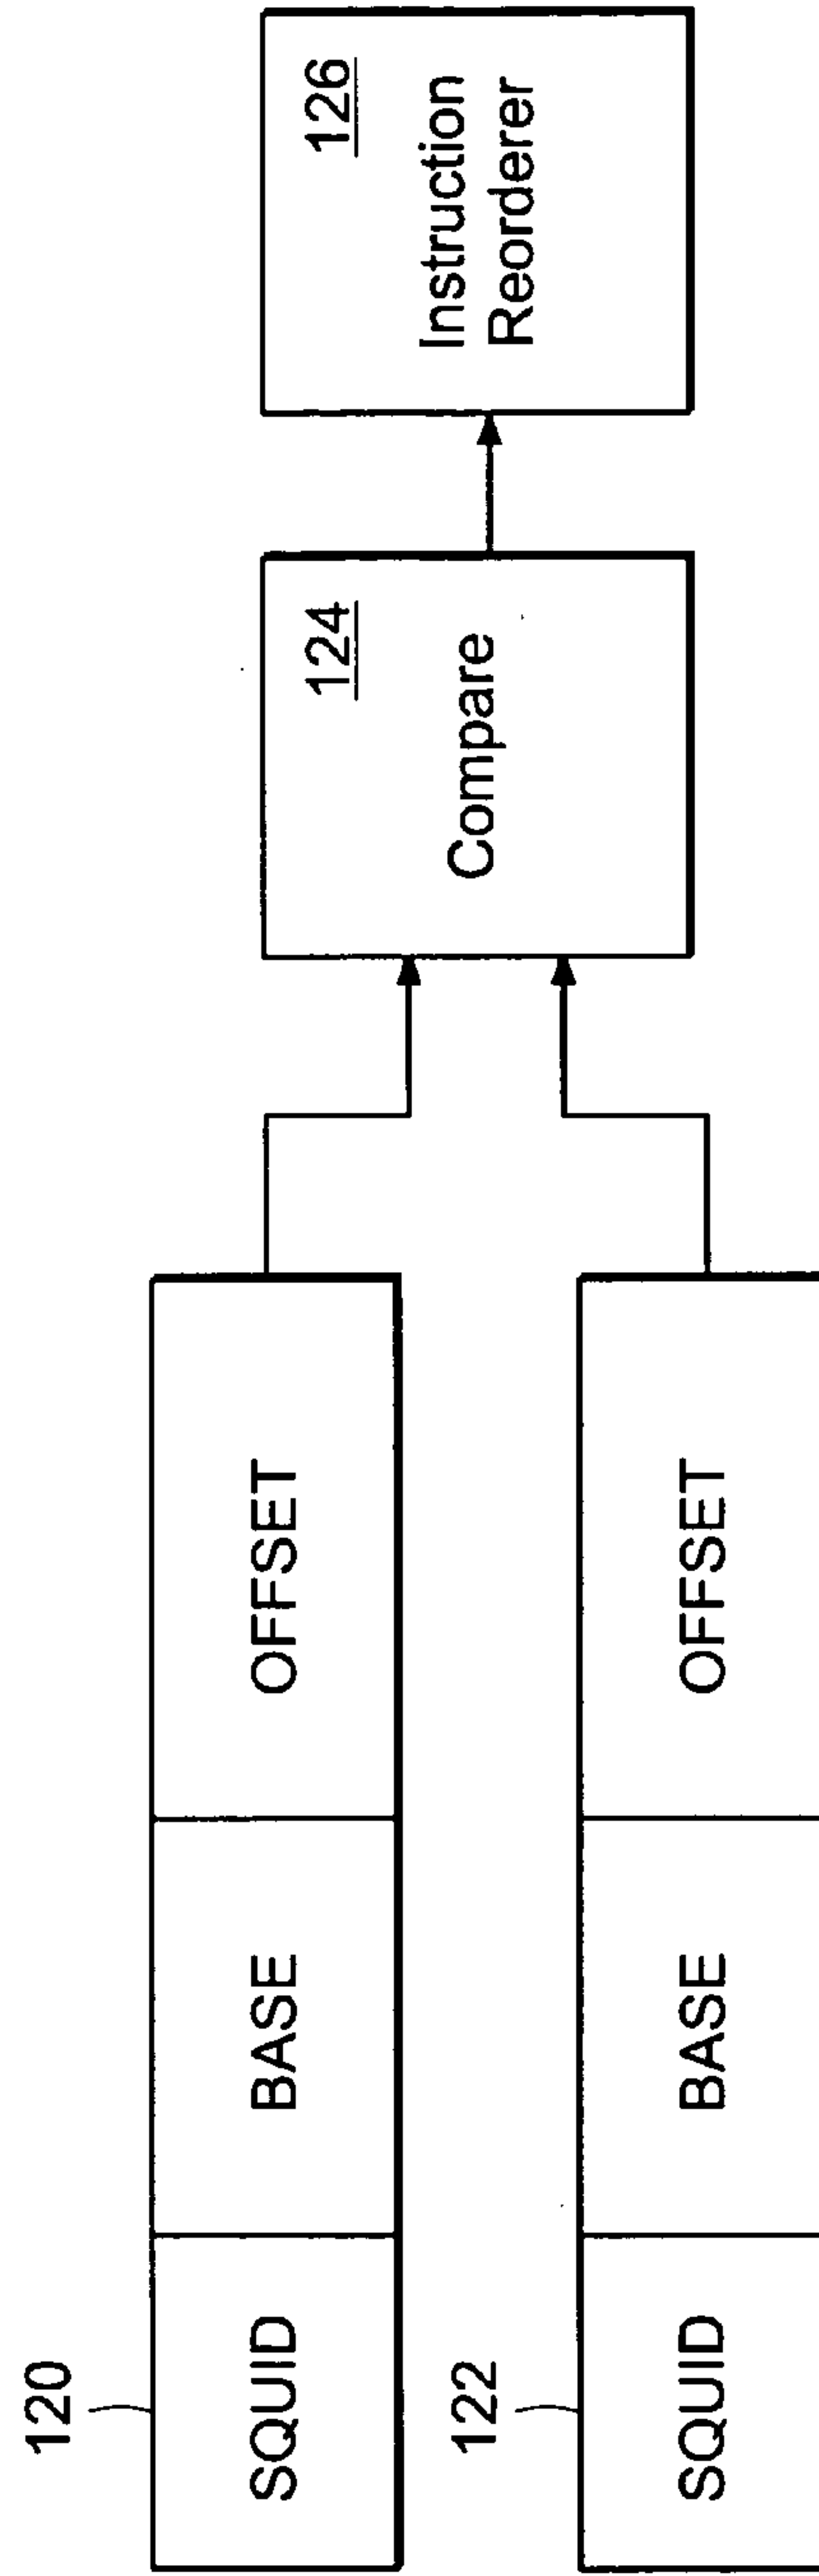 120
SQUID
BASE
OFFSET
122
SQUID
BASE
OFFSET
124
Compare
126
Instruction
Reorderer